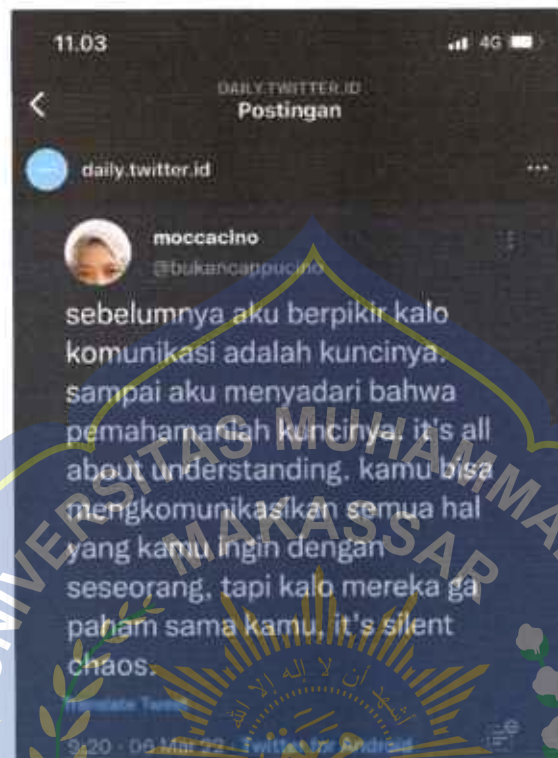 11.03
4G
DAILY.TWITTER.ID
Postingan
daily.twitter.id
moccacino
@bukancappucino
sebelumnya aku berpikir kalo
komunikasi adalah kuncinya.
sampai aku menyadari bahwa
pemahamanlah kuncinya. it's all
about understanding. kamu bisa
mengkomunikasikan semua hal
yang kamu ingin dengan
seseorang, tapi kalo mereka ga
paham sama kamu, it's silent
chaos.
Translate Tweet
9:20 · 06 Mar 22 · Twitter for Android
UNIVERSITAS MUHAMMA
MAKASSAR